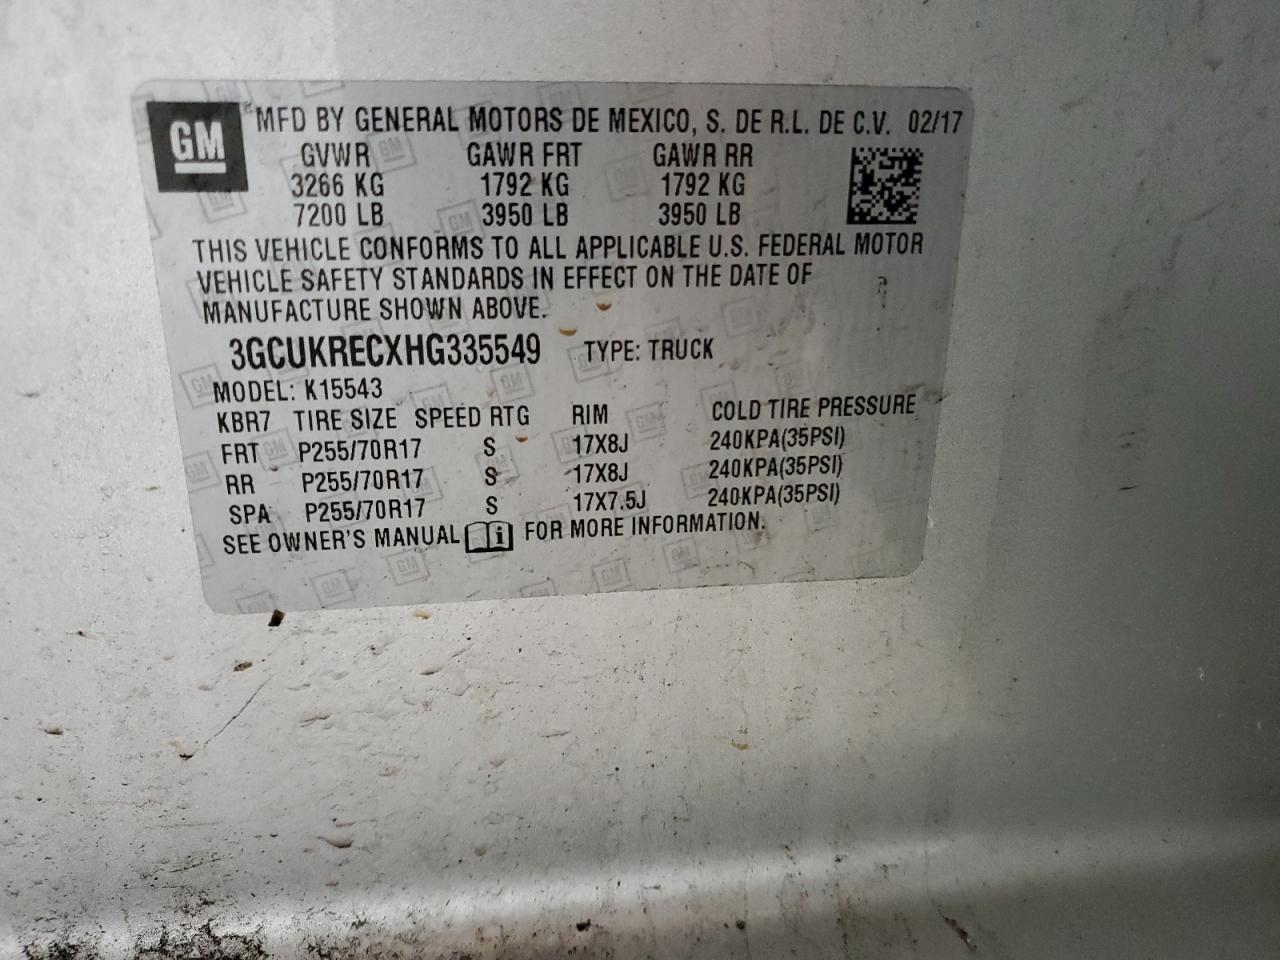 GM ® MFD BY GENERAL MOTORS DE MEXICO, S. DE R.L. DE C.V. 02/17
GVWR GAWR FRT GAWR RR
3266 KG 1792 KG 1792 KG
7200 LB 3950 LB 3950 LB
THIS VEHICLE CONFORMS TO ALL APPLICABLE U.S. FEDERAL MOTOR
VEHICLE SAFETY STANDARDS IN EFFECT ON THE DATE OF
MANUFACTURE SHOWN ABOVE.
3GCUKRECXHG335549 TYPE: TRUCK
MODEL: K15543
KBR7 TIRE SIZE SPEED RTG RIM COLD TIRE PRESSURE
FRT P255/70R17 S 17X8J 240KPA(35PSI)
RR P255/70R17 S 17X8J 240KPA(35PSI)
SPA P255/70R17 S 17X7.5J 240KPA(35PSI)
SEE OWNER'S MANUAL i FOR MORE INFORMATION.